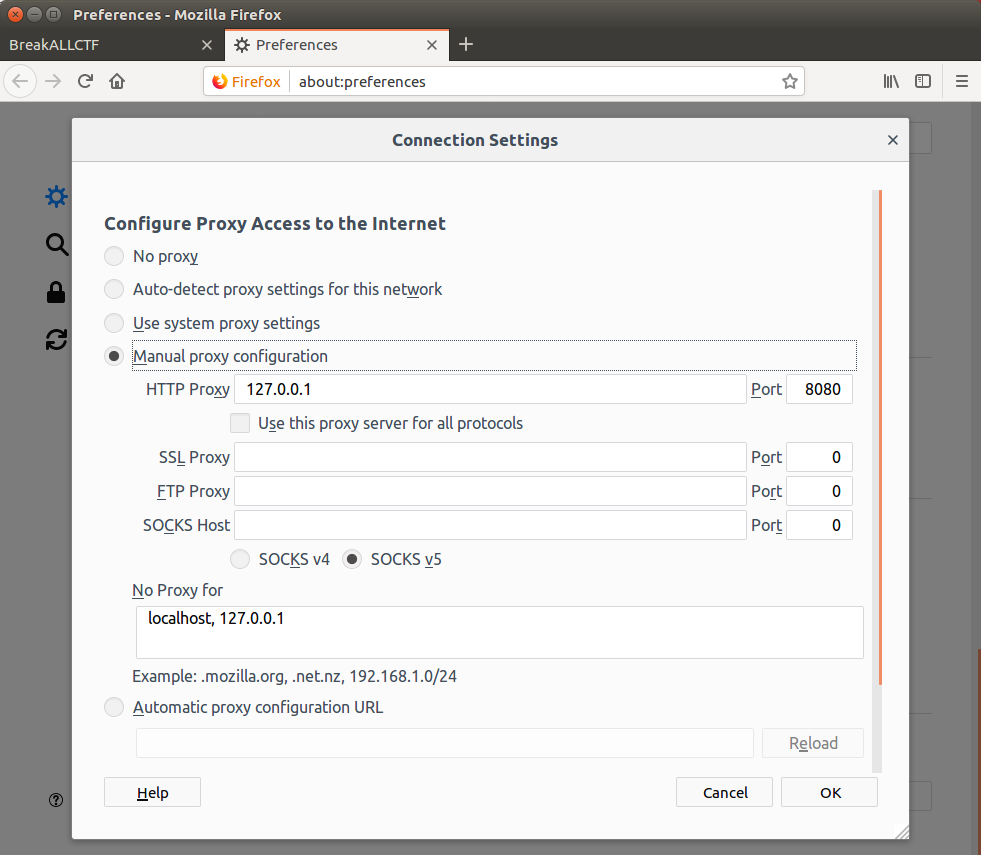 Preferences - Mozilla Firefox
BreakALLCTF
Preferences
Firefox
about:preferences
Connection Settings
Configure Proxy Access to the Internet
No proxy
Auto-detect proxy settings for this network
Use system proxy settings
Manual proxy configuration
HTTP Proxy 127.0.0.1 Port 8080
Use this proxy server for all protocols
SSL Proxy Port 0
FTP Proxy Port 0
SOCKS Host Port 0
SOCKS v4 SOCKS v5
No Proxy for
localhost, 127.0.0.1
Example: .mozilla.org, .net.nz, 192.168.1.0/24
Automatic proxy configuration URL
Reload
Help Cancel OK